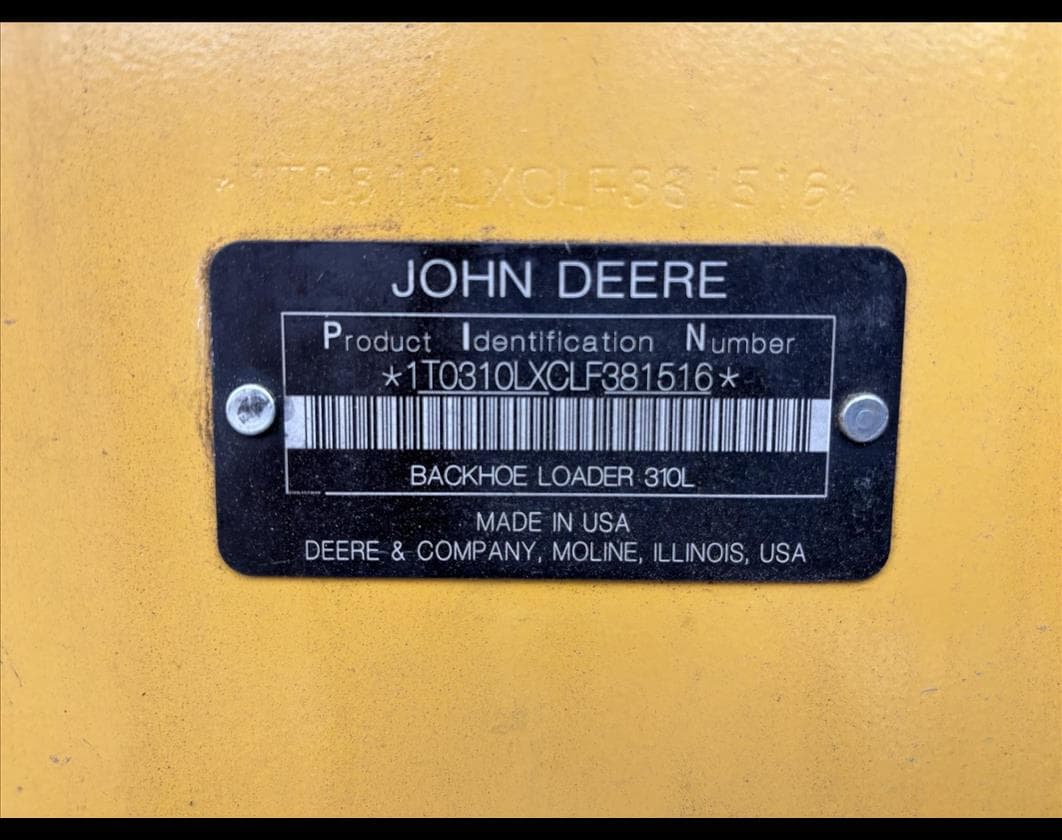 *1T0310LXCLF381516*
JOHN DEERE
Product Identification Number
*1T0310LXCLF381516*
BACKHOE LOADER 310L
MADE IN USA
DEERE & COMPANY, MOLINE, ILLINOIS, USA